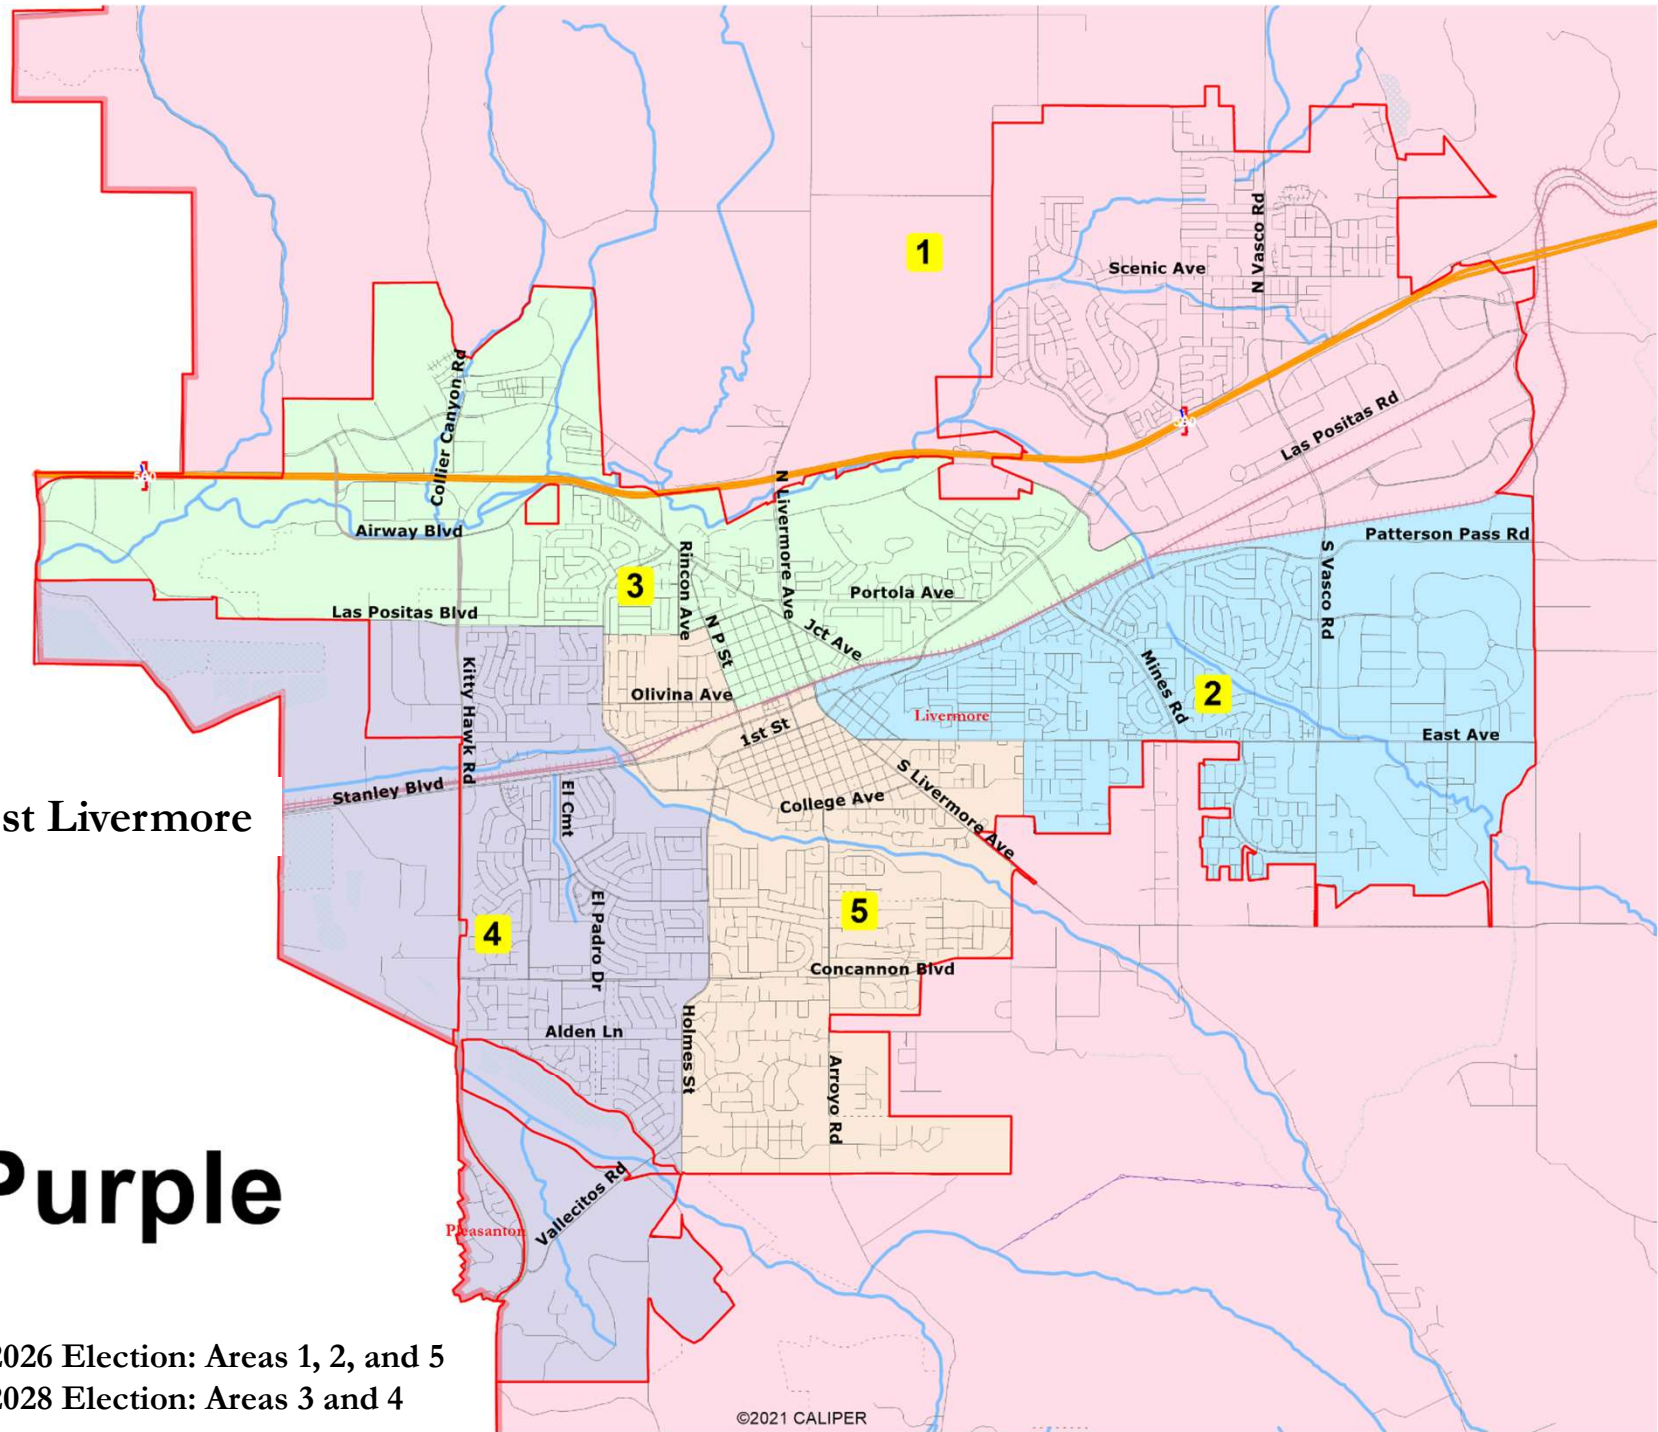 1
N Vasco Rd
Scenic Ave
Collier Canyon Rd
Las Positas Rd
580
N Livermore Ave
Airway Blvd
Patterson Pass Rd
Rincon Ave
S Vasco Rd
3
Portola Ave
Las Positas Blvd
N P St
Jct Ave
Kitty Hawk Rd
Mines Rd
Olivina Ave
2
Livermore
1st St
East Ave
Stanley Blvd
El Cmt
College Ave
S Livermore Ave
st Livermore
El Padro Dr
5
4
Concannon Blvd
Holmes St
Alden Ln
Arroyo Rd
Purple
Vallecitos Rd
Pleasanton
2026 Election: Areas 1, 2, and 5
2028 Election: Areas 3 and 4
©2021 CALIPER